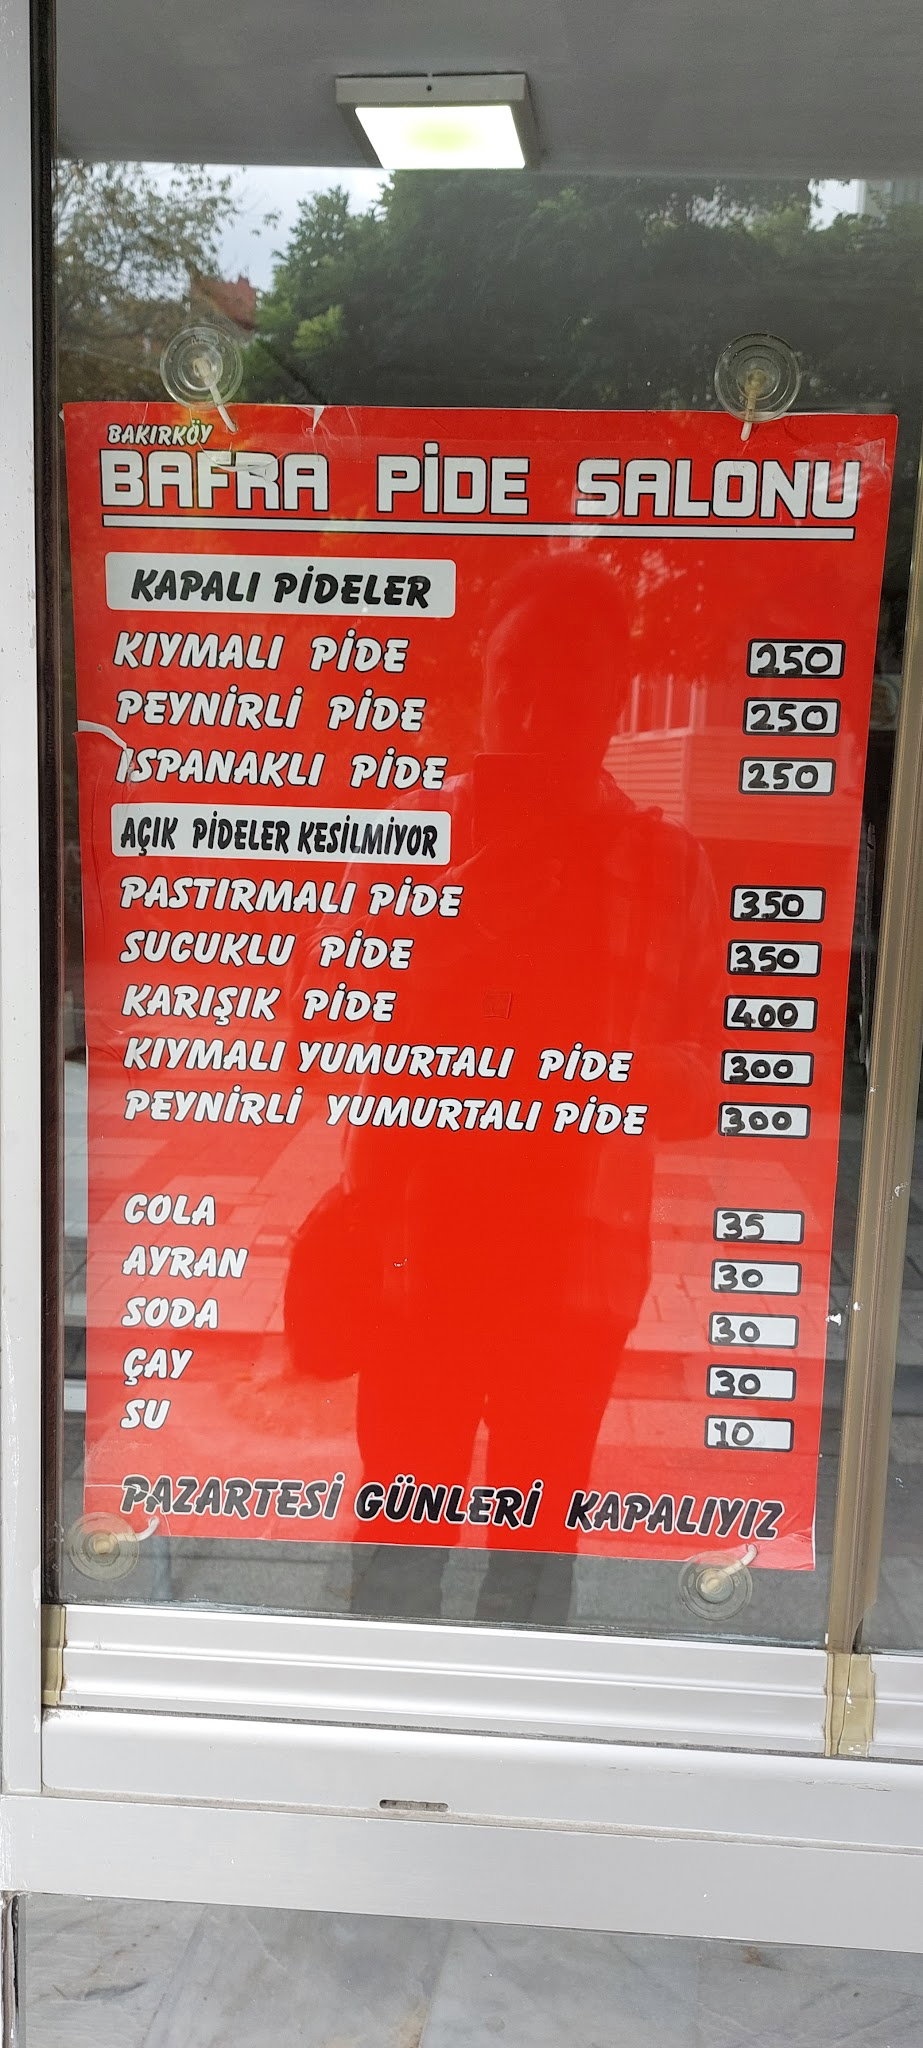 BAKIRKÖY
BAFRA PİDE SALONU
KAPALI PİDELER
KIYMALI PİDE 250
PEYNİRLİ PİDE 250
ISPANAKLI PİDE 250
AÇIK PİDELER KESİLMİYOR
PASTIRMALI PİDE 350
SUCUKLU PİDE 350
KARIŞIK PİDE 400
KIYMALI YUMURTALI PİDE 300
PEYNİRLİ YUMURTALI PİDE 300
COLA 35
AYRAN 30
SODA 30
ÇAY 30
SU 10
PAZARTESİ GÜNLERİ KAPALIYIZ